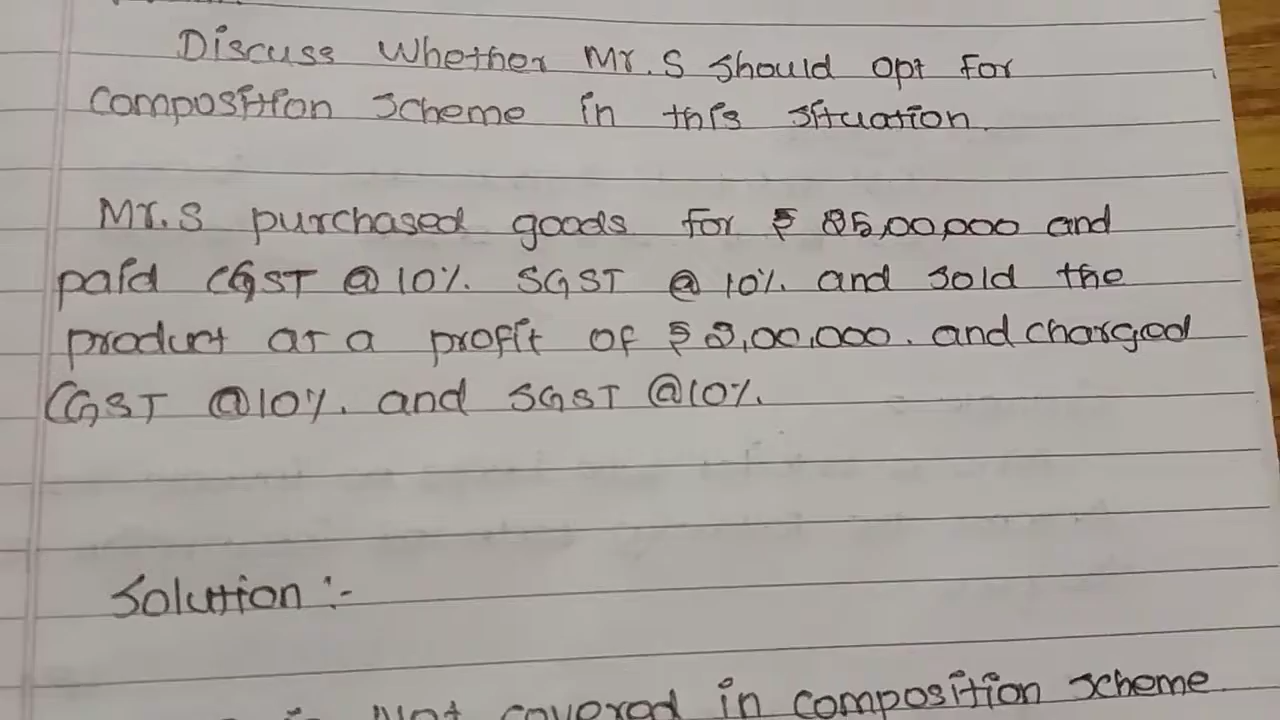 Discuss Whether Mr.S Should opt for
composition Scheme in this situation.
Mr.S purchased goods for ₹ 85,00,000 and
paid CGST @ 10%. SGST @ 10%. and sold the
product at a profit of ₹ 2,00,000. and charged
CGST @10%. and SGST @10%.
Solution :-
Not covered in composition scheme